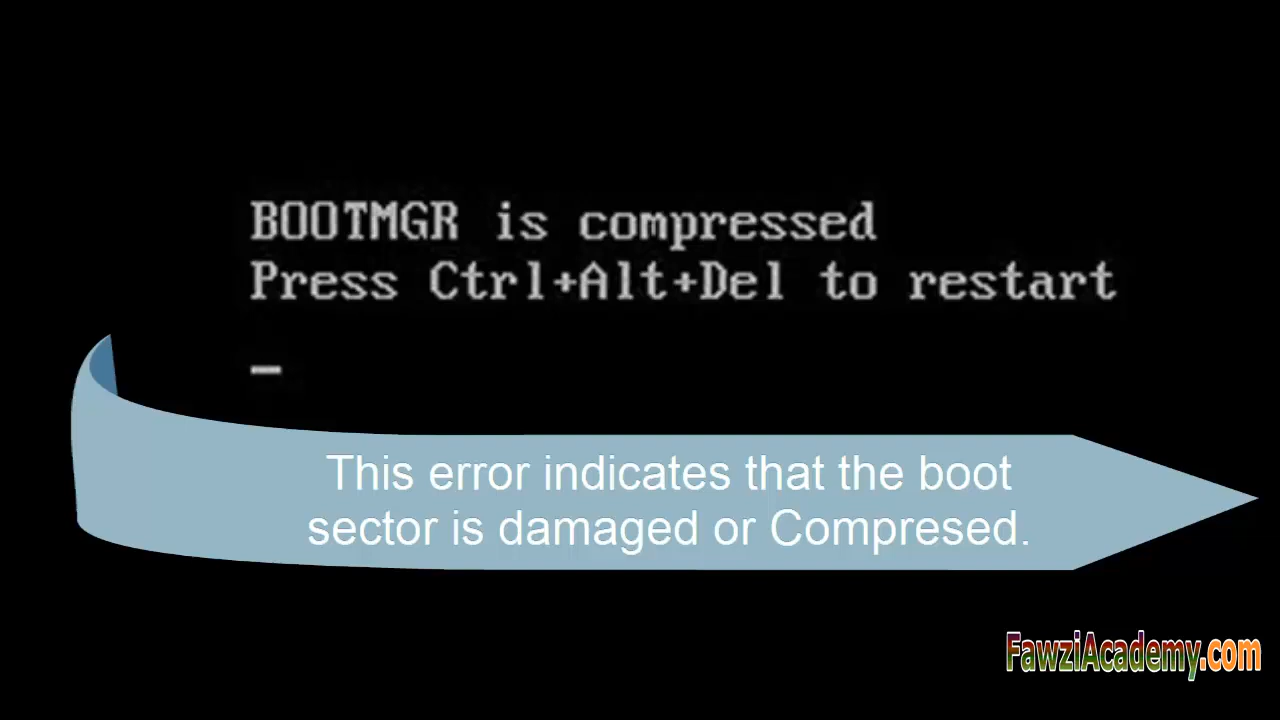 BOOTMGR is compressed
Press Ctrl+Alt+Del to restart
_
This error indicates that the boot
sector is damaged or Compresed.
FawziAcademy.com